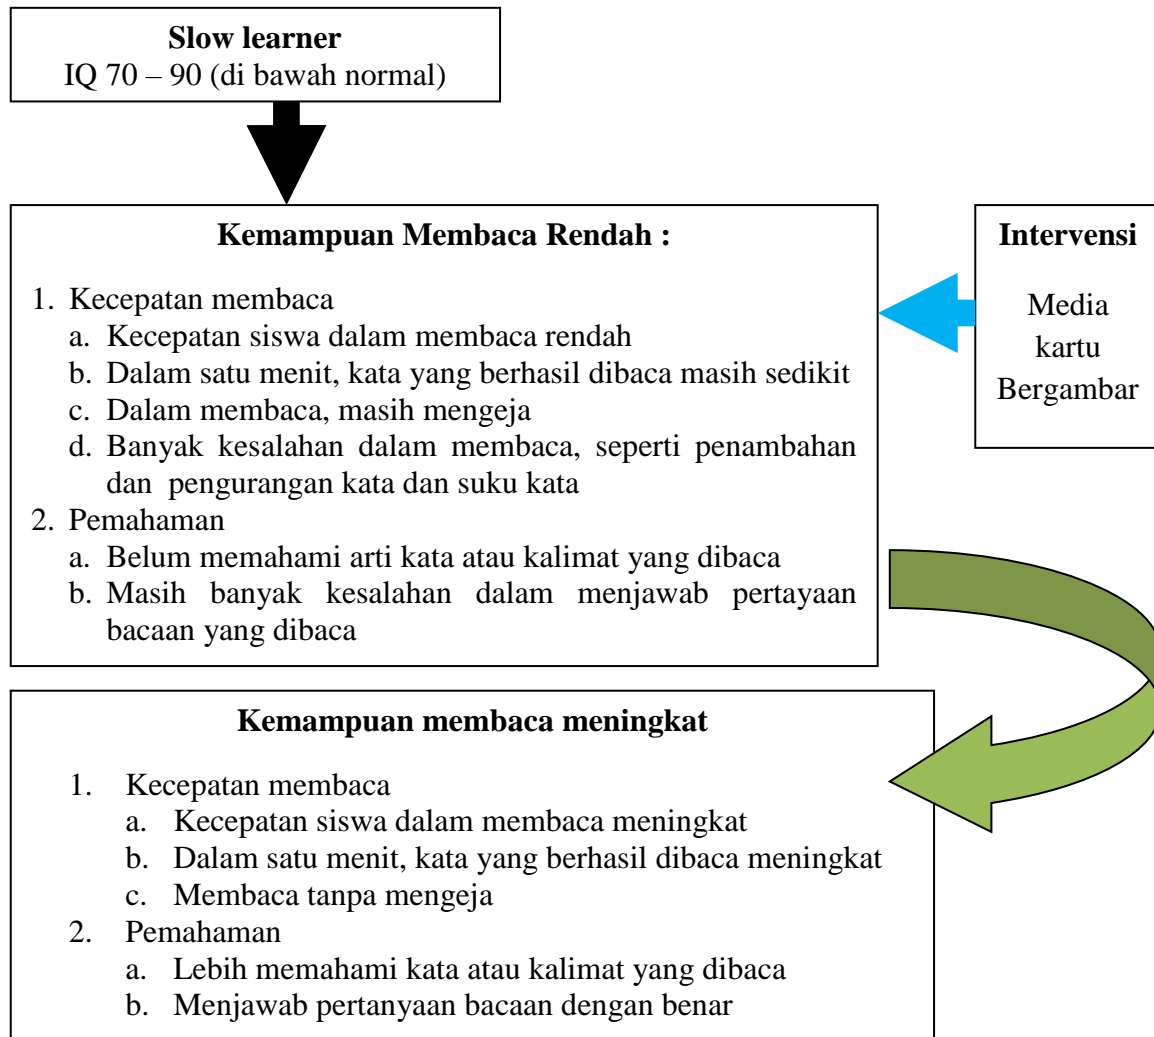 Slow learner
IQ 70 – 90 (di bawah normal)
Kemampuan Membaca Rendah :
1. Kecepatan membaca
a. Kecepatan siswa dalam membaca rendah
b. Dalam satu menit, kata yang berhasil dibaca masih sedikit
c. Dalam membaca, masih mengeja
d. Banyak kesalahan dalam membaca, seperti penambahan
dan pengurangan kata dan suku kata
2. Pemahaman
a. Belum memahami arti kata atau kalimat yang dibaca
b. Masih banyak kesalahan dalam menjawab pertayaan
bacaan yang dibaca
Intervensi
Media
kartu
Bergambar
Kemampuan membaca meningkat
1. Kecepatan membaca
a. Kecepatan siswa dalam membaca meningkat
b. Dalam satu menit, kata yang berhasil dibaca meningkat
c. Membaca tanpa mengeja
2. Pemahaman
a. Lebih memahami kata atau kalimat yang dibaca
b. Menjawab pertanyaan bacaan dengan benar